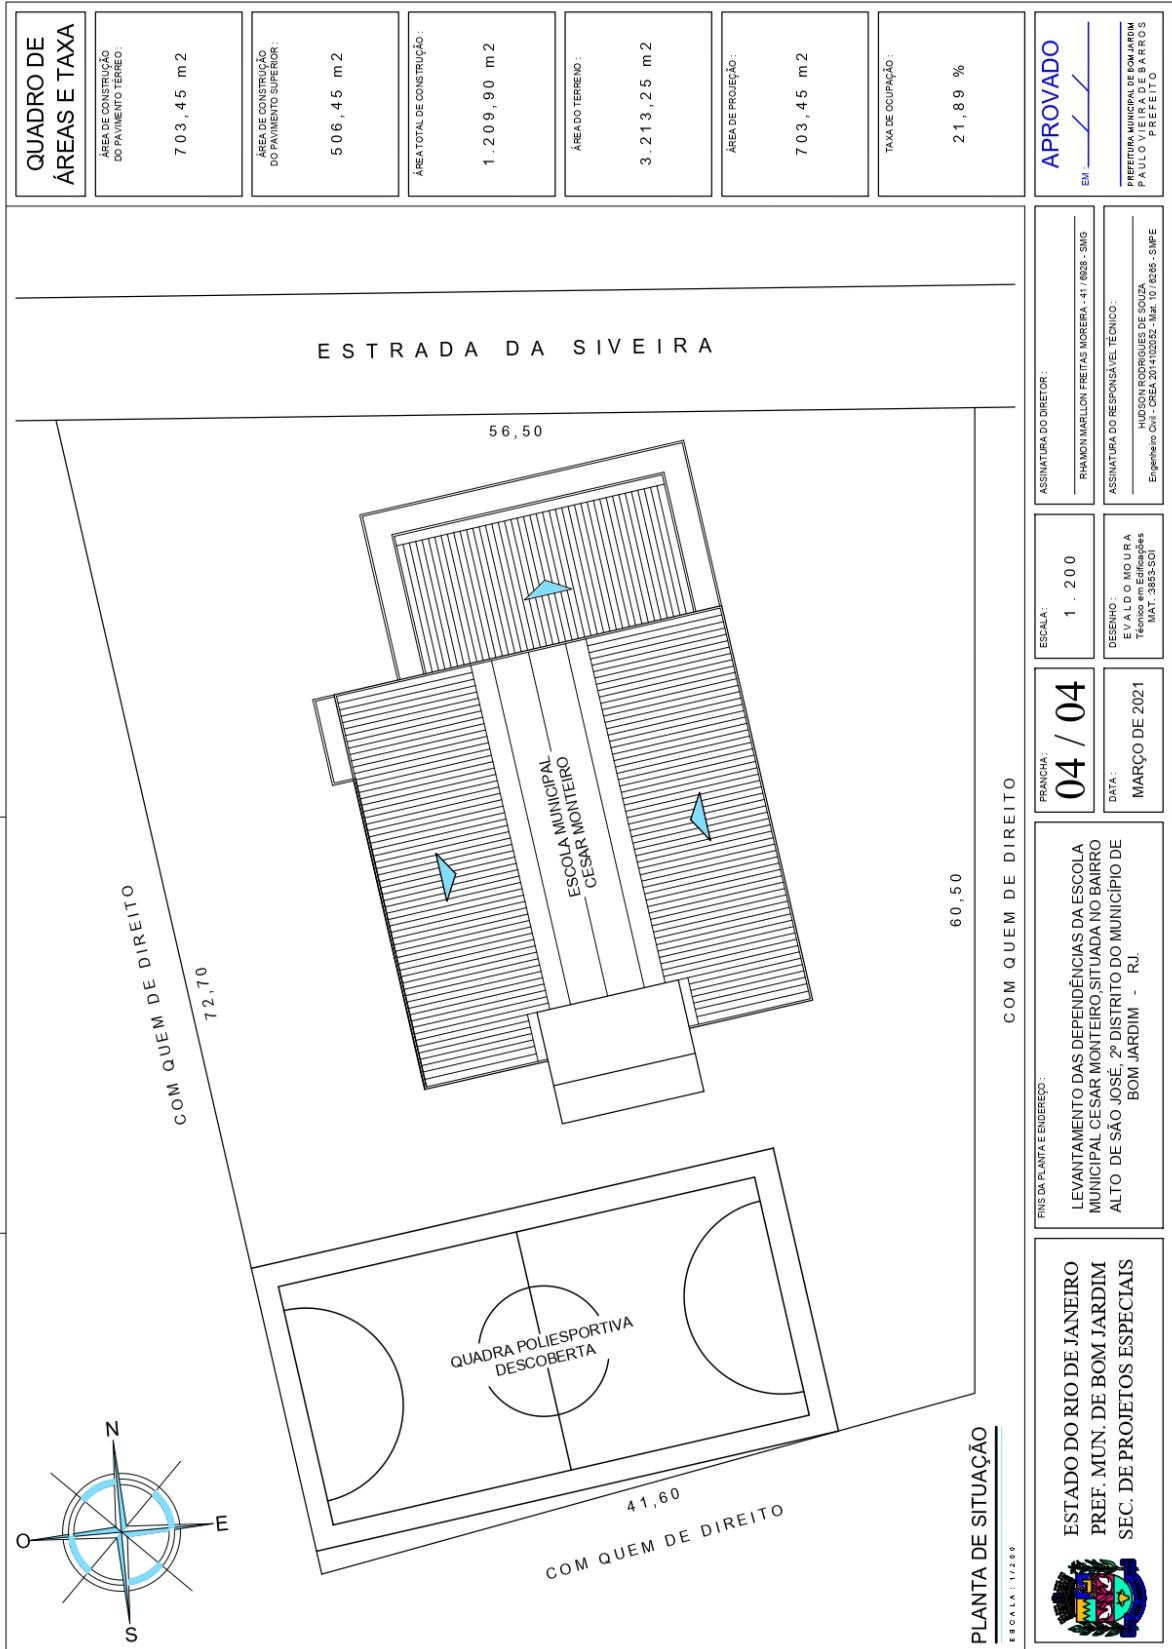 QUADRO DE
ÁREAS E TAXA
ÁREA DE CONSTRUÇÃO
DO PAVIMENTO TÉRREO :
703,45 m2
ÁREA DE CONSTRUÇÃO
DO PAVIMENTO SUPERIOR :
506,45 m2
ÁREA TOTAL DE CONSTRUÇÃO :
1.209,90 m2
ÁREA DO TERRENO :
3.213,25 m2
ÁREA DE PROJEÇÃO :
703,45 m2
TAXA DE OCUPAÇÃO :
21,89 %
APROVADO
EM :
PREFEITURA MUNICIPAL DE BOM JARDIM
PAULO VIEIRA DE BARROS
PREFEITO
ESTRADA DA SIVEIRA
56,50
COM QUEM DE DIREITO
72,70
ESCOLA MUNICIPAL
CESAR MONTEIRO
60,50
COM QUEM DE DIREITO
QUADRA POLIESPORTIVA
DESCOBERTA
41,60
COM QUEM DE DIREITO
N
E
S
O
PLANTA DE SITUAÇÃO
ESCALA : 1/200
ASSINATURA DO DIRETOR :
RHAMON MARLLON FREITAS MOREIRA - 41 / 6928 - SMG
ASSINATURA DO RESPONSÁVEL TÉCNICO :
HUDSON RODRIGUES DE SOUZA
Engenheiro Civil - CREA 2014102052 - Mat. 10 / 6265 - SMPE
ESCALA :
1 . 200
DESENHO :
EVALDO MOURA
Técnico em Edificações
MAT. :3853-SOI
PRANCHA :
04 / 04
DATA :
MARÇO DE 2021
FINS DA PLANTA E ENDEREÇO :
LEVANTAMENTO DAS DEPENDÊNCIAS DA ESCOLA
MUNICIPAL CESAR MONTEIRO,SITUADA NO BAIRRO
ALTO DE SÃO JOSÉ, 2º DISTRITO DO MUNICÍPIO DE
BOM JARDIM - RJ.
ESTADO DO RIO DE JANEIRO
PREF. MUN. DE BOM JARDIM
SEC. DE PROJETOS ESPECIAIS